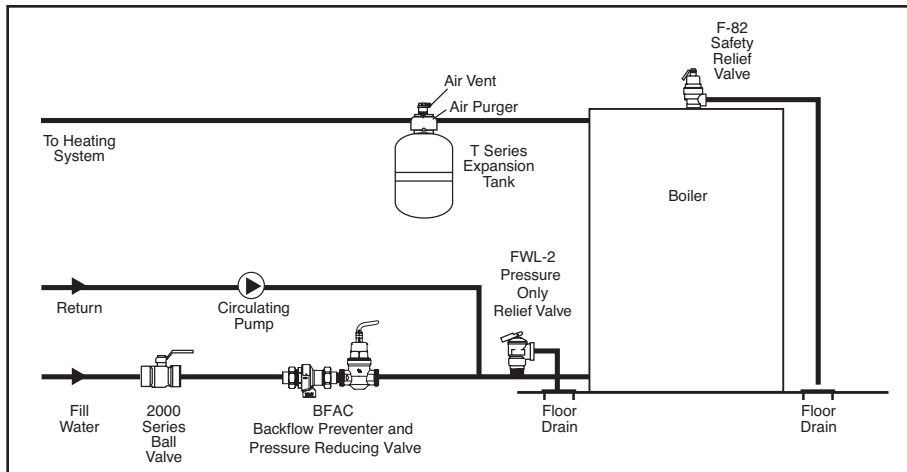 F-82
Safety
Relief
Valve
Air Vent
Air Purger
To Heating
System
T Series
Expansion
Tank
Boiler
FWL-2
Pressure
Only
Relief Valve
Return
Circulating
Pump
Fill
Water
2000
Series
Ball
Valve
BFAC
Backflow Preventer and
Pressure Reducing Valve
Floor
Drain
Floor
Drain